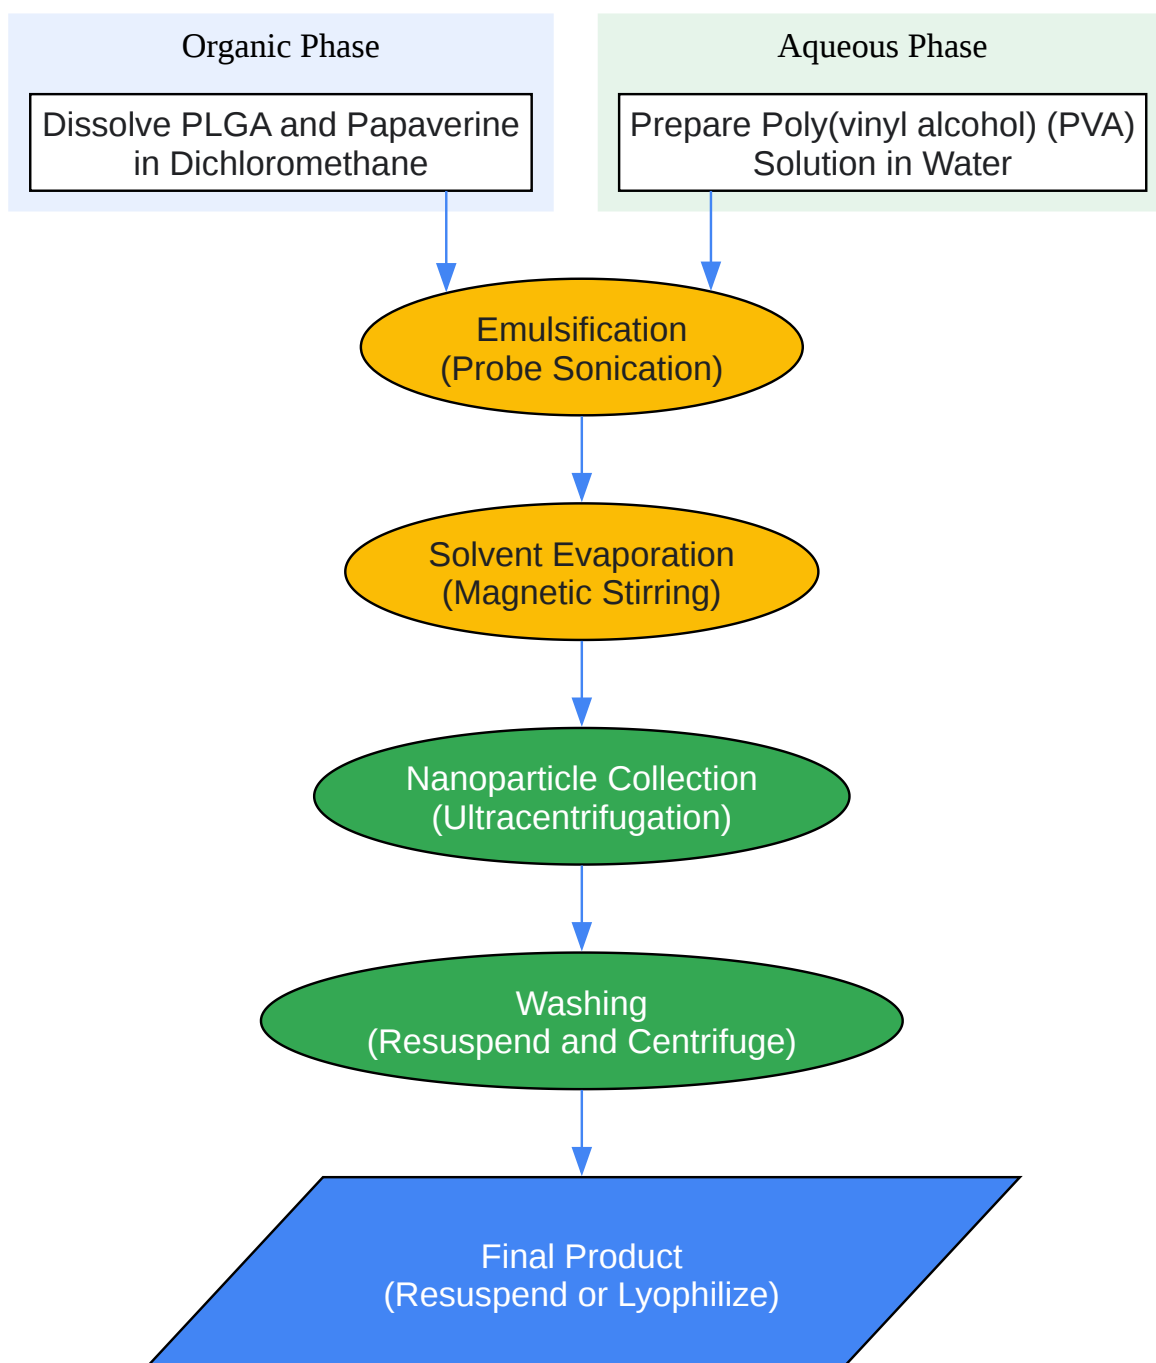 Organic Phase
Dissolve PLGA and Papaverine
in Dichloromethane
Aqueous Phase
Prepare Poly(vinyl alcohol) (PVA)
Solution in Water
Emulsification
(Probe Sonication)
Solvent Evaporation
(Magnetic Stirring)
Nanoparticle Collection
(Ultracentrifugation)
Washing
(Resuspend and Centrifuge)
Final Product
(Resuspend or Lyophilize)